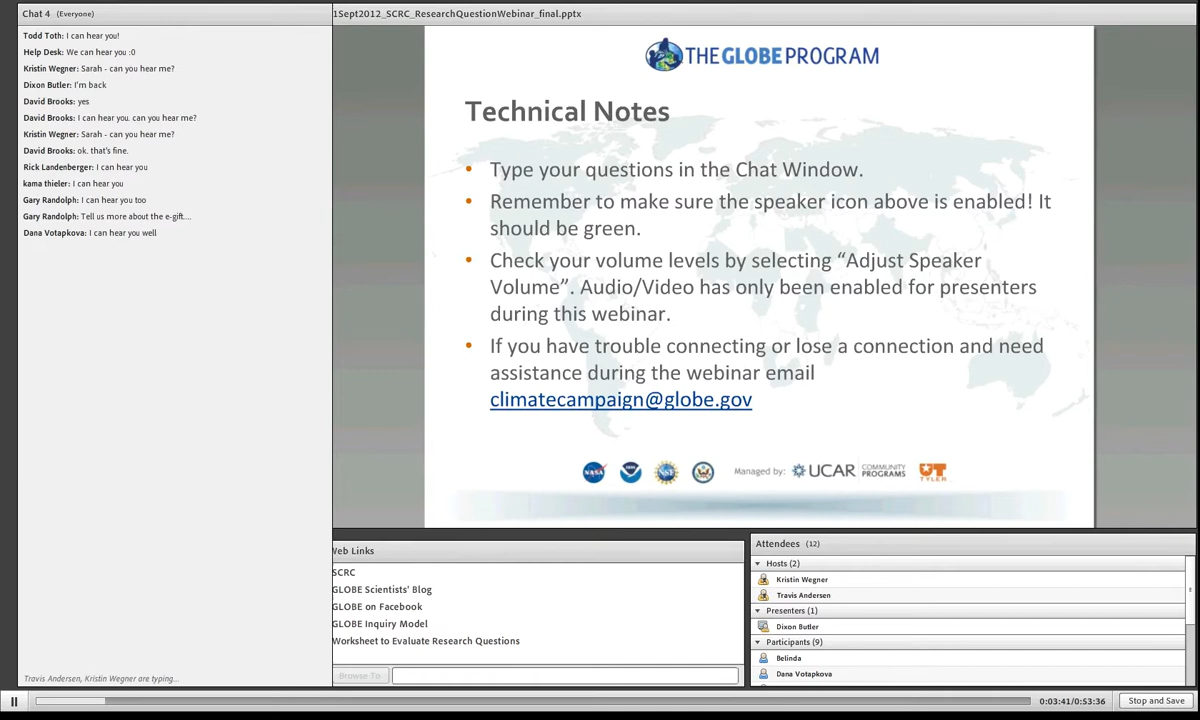 Chat 4 (Everyone)
Todd Toth: I can hear you!
Help Desk: We can hear you :0
Kristin Wegner: Sarah - can you hear me?
Dixon Butler: I'm back
David Brooks: yes
David Brooks: I can hear you. can you hear me?
Kristin Wegner: Sarah - can you hear me?
David Brooks: ok. that's fine.
Rick Landenberger: I can hear you
kama thieler: I can hear you
Gary Randolph: I can hear you too
Gary Randolph: Tell us more about the e-gift....
Dana Votapkova: I can hear you well
Travis Andersen, Kristin Wegner are typing...
1Sept2012_SCRC_ResearchQuestionWebinar_final.pptx
THE GLOBE PROGRAM
Technical Notes
• Type your questions in the Chat Window.
• Remember to make sure the speaker icon above is enabled! It
should be green.
• Check your volume levels by selecting “Adjust Speaker
Volume”. Audio/Video has only been enabled for presenters
during this webinar.
• If you have trouble connecting or lose a connection and need
assistance during the webinar email
climatecampaign@globe.gov
NASA
NSF
Managed by: UCAR COMMUNITY
PROGRAMS
UT
TYLER
Web Links
SCRC
GLOBE Scientists' Blog
GLOBE on Facebook
GLOBE Inquiry Model
Worksheet to Evaluate Research Questions
Browse To
Attendees (12)
Hosts (2)
Kristin Wegner
Travis Andersen
Presenters (1)
Dixon Butler
Participants (9)
Belinda
Dana Votapkova
0:03:41/0:53:36
Stop and Save